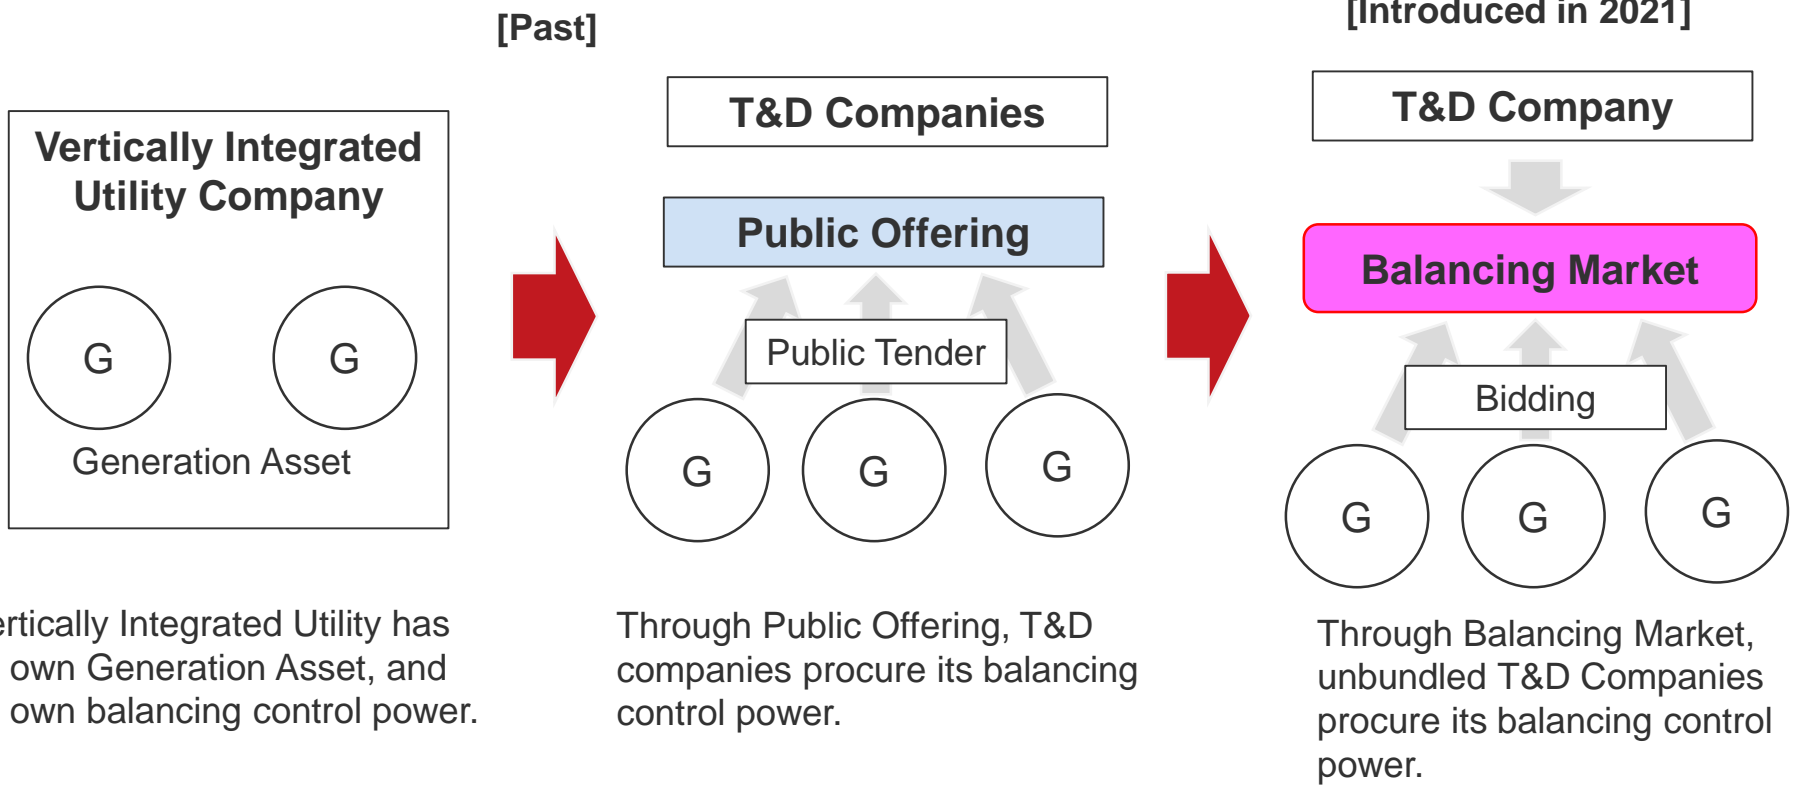 [Past]
[Introduced in 2021]
Vertically Integrated
Utility Company
G
G
Generation Asset
Vertically Integrated Utility has
own Generation Asset, and
own balancing control power.
T&D Companies
Public Offering
Public Tender
G
G
G
Through Public Offering, T&D
companies procure its balancing
control power.
T&D Company
Balancing Market
Bidding
G
G
G
Through Balancing Market,
unbundled T&D Companies
procure its balancing control
power.